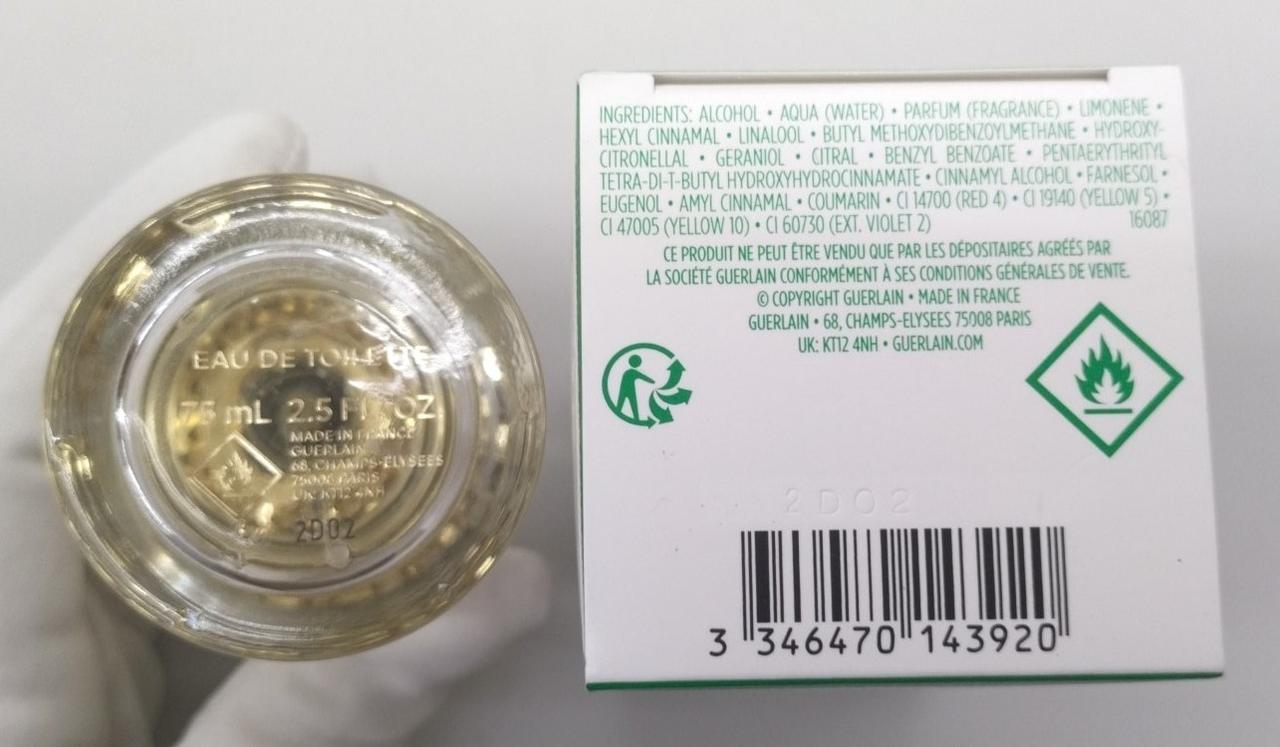 EAU DE TOILETTE
75 mL 2.5 FL. OZ
MADE IN FRANCE
GUERLAIN
68, CHAMPS-ELYSEES
75008 PARIS
UK: KT12 4NH
2D02
INGREDIENTS: ALCOHOL • AQUA (WATER) • PARFUM (FRAGRANCE) • LIMONENE •
HEXYL CINNAMAL • LINALOOL • BUTYL METHOXYDIBENZOYLMETHANE • HYDROXY-
CITRONELLAL • GERANIOL • CITRAL • BENZYL BENZOATE • PENTAERYTHRITYL
TETRA-DI-T-BUTYL HYDROXYHYDROCINNAMATE • CINNAMYL ALCOHOL • FARNESOL •
EUGENOL • AMYL CINNAMAL • COUMARIN • CI 14700 (RED 4) • CI 19140 (YELLOW 5) •
CI 47005 (YELLOW 10) • CI 60730 (EXT. VIOLET 2) 16087
CE PRODUIT NE PEUT ÊTRE VENDU QUE PAR LES DÉPOSITAIRES AGRÉÉS PAR
LA SOCIÉTÉ GUERLAIN CONFORMÉMENT À SES CONDITIONS GÉNÉRALES DE VENTE.
© COPYRIGHT GUERLAIN • MADE IN FRANCE
GUERLAIN • 68, CHAMPS-ELYSEES 75008 PARIS
UK: KT12 4NH • GUERLAIN.COM
2D02
3 346470 143920